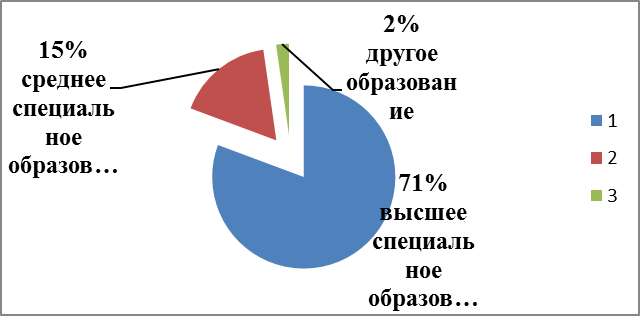 15%
среднее
специаль
ное
образов…
2%
другое
образован
ие
71%
высшее
специаль
ное
образов…
1
2
3